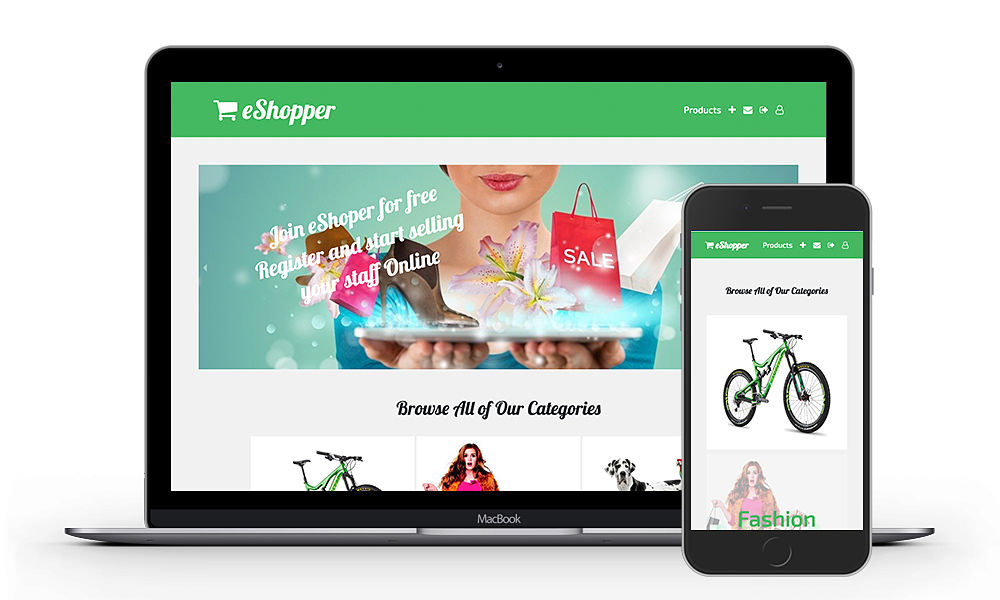 eShopper
Products
Join eShoper for free
Register and start selling
your staff Online
SALE
Browse All of Our Categories
MacBook
eShopper
Products
Browse All of Our Categories
Fashion